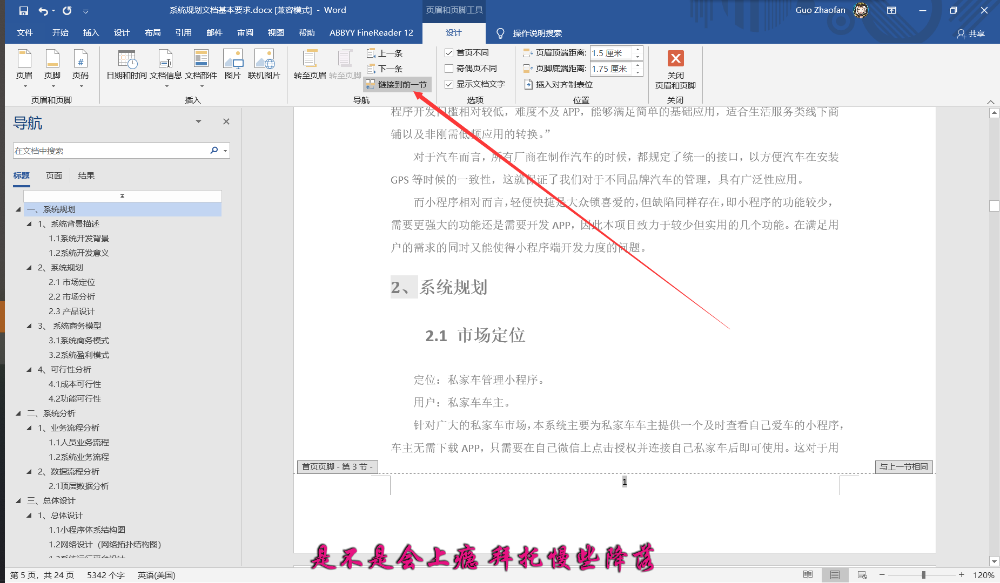 系统规划文档基本要求.docx [兼容模式] - Word
页眉和页脚工具
Guo Zhaofan
文件 开始 插入 设计 布局 引用 邮件 审阅 视图 帮助 ABBYY FineReader 12 设计 操作说明搜索 共享
页眉 页脚 页码 日期和时间 文档信息 文档部件 图片 联机图片 转至页眉 转至页脚
上一条
下一条
链接到前一节
首页不同
奇偶页不同
显示文档文字
页眉顶端距离: 1.5 厘米
页脚底端距离: 1.75 厘米
插入对齐制表位
关闭
页眉和页脚
页眉和页脚 插入 导航 选项 位置 关闭
导航
在文档中搜索
标题 页面 结果
一、系统规划
1、系统背景描述
1.1系统开发背景
1.2系统开发意义
2、系统规划
2.1 市场定位
2.2 市场分析
2.3 产品设计
3、 系统商务模型
3.1系统商务模式
3.2系统盈利模式
4、可行性分析
4.1成本可行性
4.2功能可行性
二、系统分析
1、业务流程分析
1.1人员业务流程
1.2系统业务流程
2、数据流程分析
2.1顶层数据分析
三、总体设计
1、总体设计
1.1小程序体系结构图
1.2网络设计（网络拓扑结构图）
1.3系统运行平台设计
程序开发门槛相对较低，难度不及 APP，能够满足简单的基础应用，适合生活服务类线下商
铺以及非刚需低频应用的转换。”
对于汽车而言，所有厂商在制作汽车的时候，都规定了统一的接口，以方便汽车在安装
GPS 等时候的一致性，这就保证了我们对于不同品牌汽车的管理，具有广泛性应用。
而小程序相对而言，轻便快捷是大众锁喜爱的，但缺陷同样存在，即小程序的功能较少，
需要更强大的功能还是需要开发 APP，因此本项目致力于较少但实用的几个功能。在满足用
户的需求的同时又能使得小程序端开发力度的问题。
2、系统规划
2.1 市场定位
定位：私家车管理小程序。
用户：私家车车主。
针对广大的私家车市场，本系统主要为私家车车主提供一个及时查看自己爱车的小程序，
车主无需下载 APP，只需要在自己微信上点击授权并连接自己私家车后即可使用。这对于用
首页页脚 - 第 3 节 -
与上一节相同
1
是不是会上瘾 拜托慢些降落
第 5 页，共 24 页 5342 个字 英语(美国)
120%